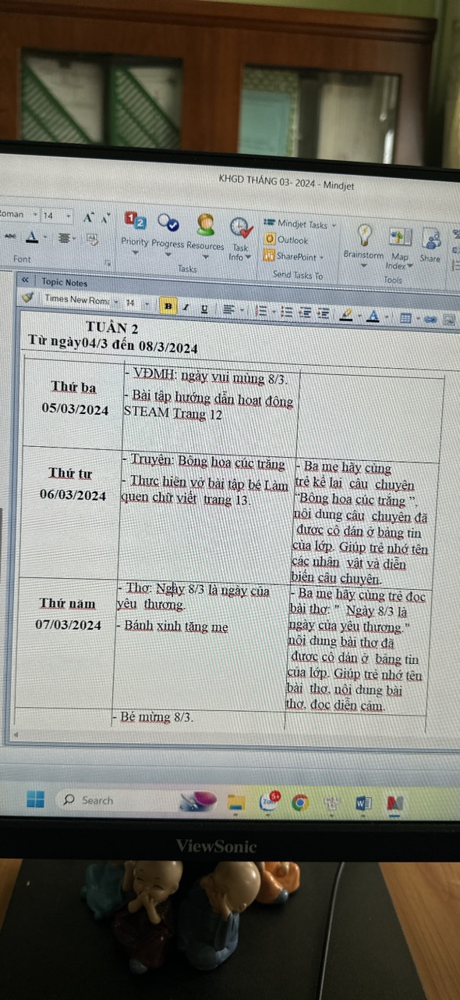 KHGD THÁNG 03- 2024 - Mindjet
oman 14 A A
Priority Progress Resources Task Info
Mindjet Tasks
Outlook
SharePoint
Brainstorm Map Index Share
Font Tasks Send Tasks To Tools
« Topic Notes
Times New Roma 14 B I U
TUẦN 2
Từ ngày04/3 đến 08/3/2024
Thứ ba
05/03/2024
- VĐMH: ngày vui mùng 8/3.
- Bài tập hướng dẫn hoạt động
STEAM Trang 12
Thứ tư
06/03/2024
- Truyện: Bông hoa cúc trắng
- Thực hiện vở bài tập bé Làm
quen chữ viết trang 13.
- Ba mẹ hãy cùng
trẻ kể lại câu chuyện
“Bông hoa cúc trắng ”,
nội dung câu chuyện đã
được cô dán ở bảng tin
của lớp. Giúp trẻ nhớ tên
các nhân vật và diễn
biến câu chuyện.
Thứ năm
07/03/2024
- Thơ: Ngày 8/3 là ngày của
yêu thương.
- Bánh xinh tặng mẹ
- Ba mẹ hãy cùng trẻ đọc
bài thơ: " Ngày 8/3 là
ngày của yêu thương."
nội dung bài thơ đã
được cô dán ở bảng tin
của lớp. Giúp trẻ nhớ tên
bài thơ, nội dung bài
thơ, đọc diễn cảm.
- Bé mừng 8/3.
Search
5+
Zalo
ViewSonic